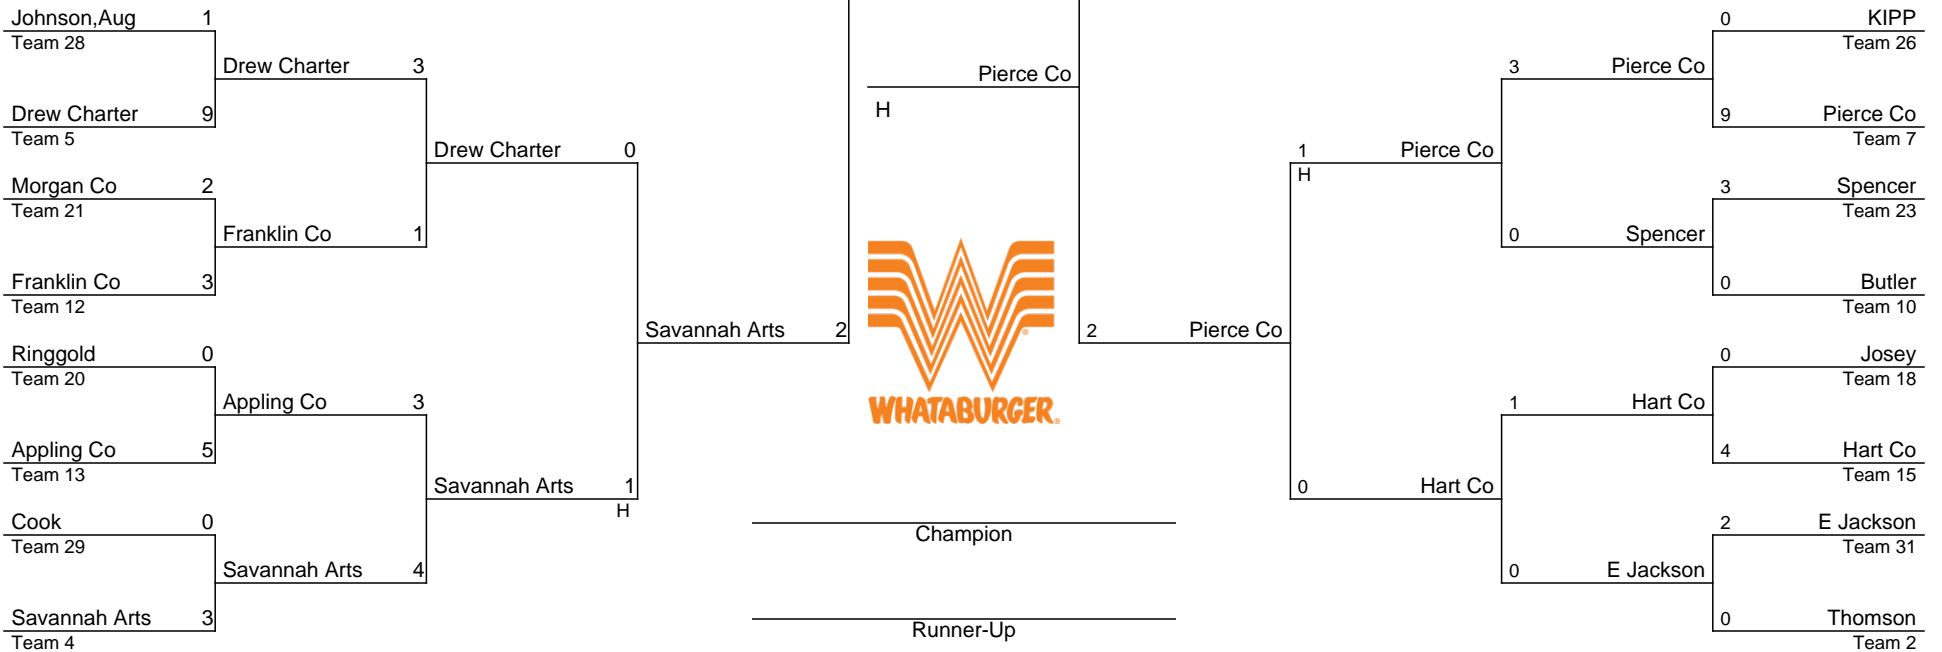 Johnson,Aug 1
Team 28
Drew Charter 3
Drew Charter 9
Team 5
Drew Charter 0
Morgan Co 2
Team 21
Franklin Co 1
Franklin Co 3
Team 12
Savannah Arts 2
Ringgold 0
Team 20
Appling Co 3
Appling Co 5
Team 13
Savannah Arts 1
H
Cook 0
Team 29
Savannah Arts 4
Savannah Arts 3
Team 4
Pierce Co
H
WHATABURGER
Champion
Runner-Up
0 KIPP
Team 26
3 Pierce Co
9 Pierce Co
Team 7
1 Pierce Co
H
3 Spencer
Team 23
0 Spencer
0 Butler
Team 10
2 Pierce Co
0 Josey
Team 18
1 Hart Co
4 Hart Co
Team 15
0 Hart Co
2 E Jackson
Team 31
0 E Jackson
0 Thomson
Team 2